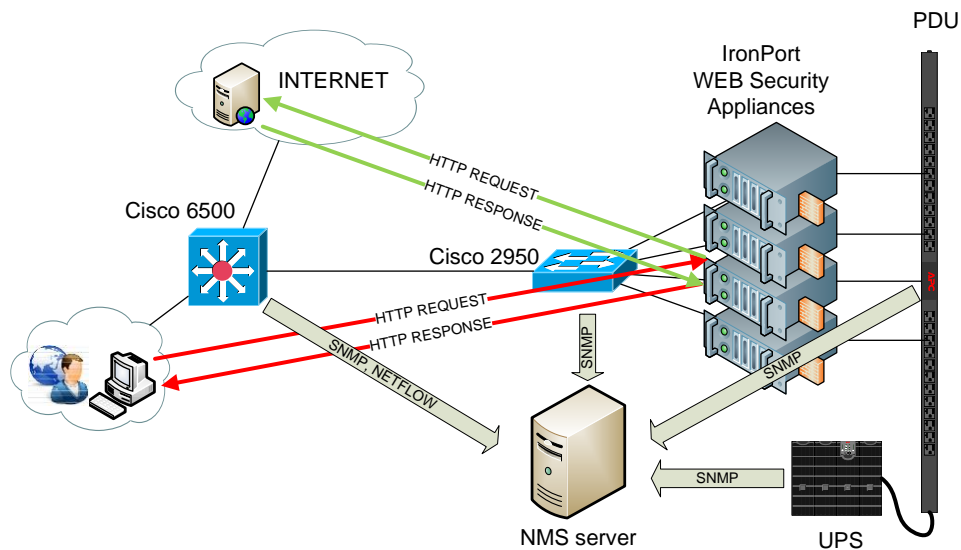 PDU
IronPort
WEB Security
Appliances
INTERNET
HTTP REQUEST
HTTP RESPONSE
Cisco 6500
Cisco 2950
HTTP REQUEST
HTTP RESPONSE
APC
SNMP, NETFLOW
SNMP
SNMP
SNMP
NMS server
UPS